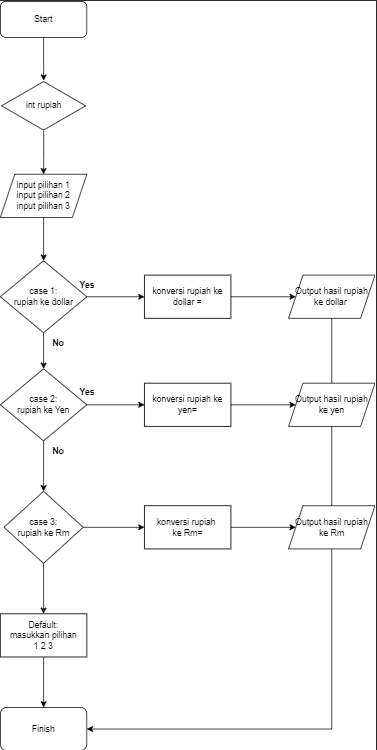 Start
int rupiah
input pilihan 1
input pilihan 2
input pilihan 3
case 1:
rupiah ke dollar
Yes
konversi rupiah ke
dollar =
Output hasil rupiah
ke dollar
No
case 2:
rupiah ke Yen
Yes
konversi rupiah ke
yen=
Output hasil rupiah
ke yen
No
case 3:
rupiah ke Rm
konversi rupiah
ke Rm=
Output hasil rupiah
ke Rm
Default:
masukkan pilihan
1 2 3
Finish